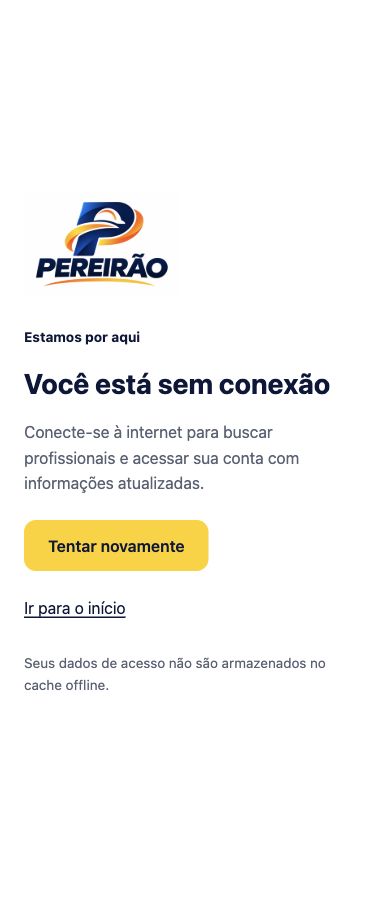 PEREIRÃO
Estamos por aqui
Você está sem conexão
Conecte-se à internet para buscar
profissionais e acessar sua conta com
informações atualizadas.
Tentar novamente
Ir para o início
Seus dados de acesso não são armazenados no
cache offline.